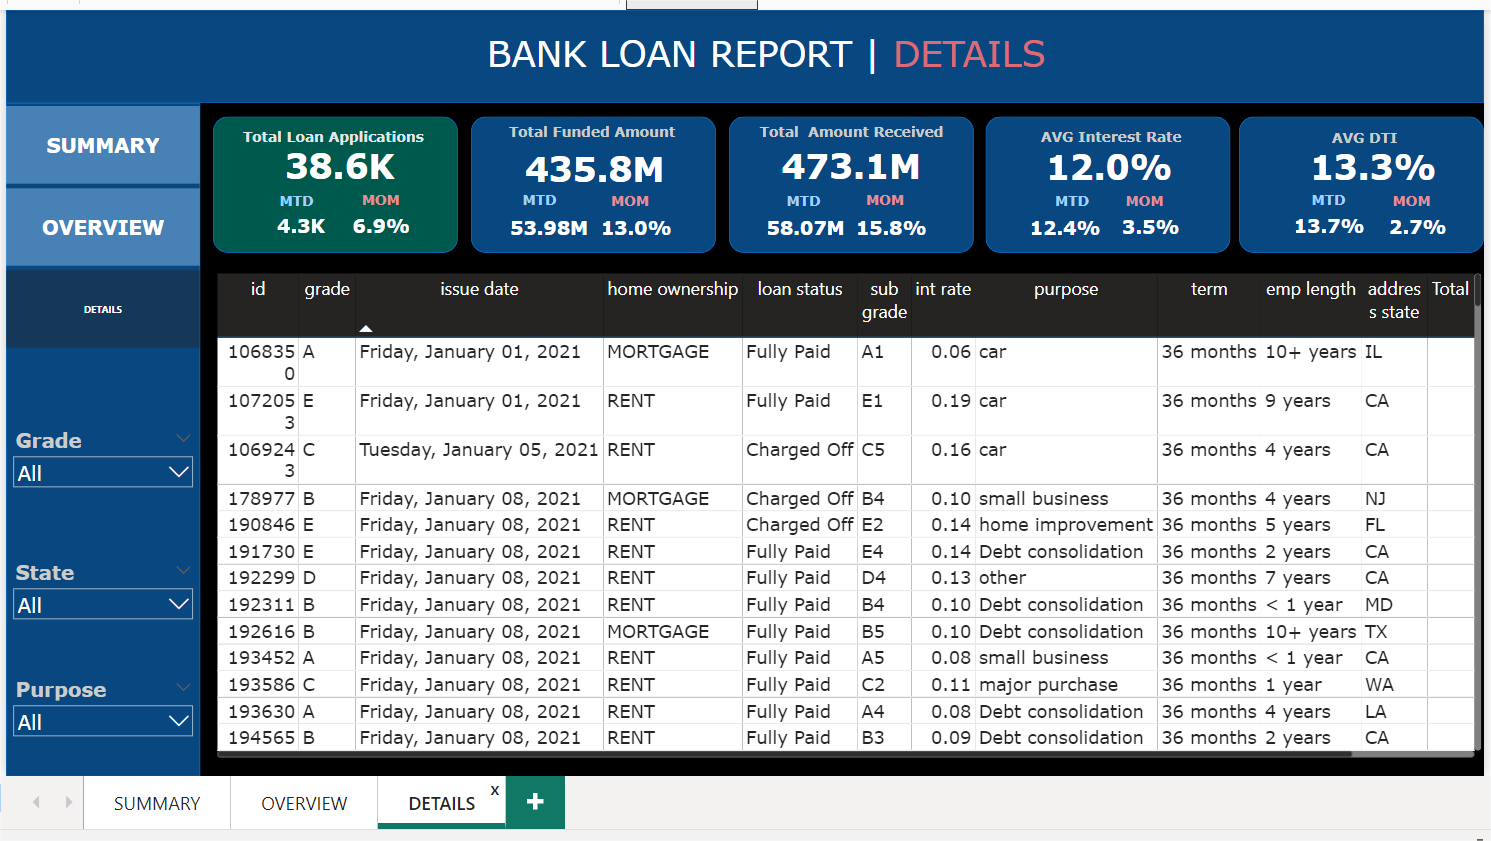 BANK LOAN REPORT | DETAILS
SUMMARY
OVERVIEW
DETAILS
Grade
All
State
All
Purpose
All
Total Loan Applications
38.6K
MTD MOM
4.3K 6.9%
Total Funded Amount
435.8M
MTD MOM
53.98M 13.0%
Total Amount Received
473.1M
MTD MOM
58.07M 15.8%
AVG Interest Rate
12.0%
MTD MOM
12.4% 3.5%
AVG DTI
13.3%
MTD MOM
13.7% 2.7%
id grade issue date home ownership loan status sub int rate purpose term emp length addres Total
grade s state
106835 A Friday, January 01, 2021 MORTGAGE Fully Paid A1 0.06 car 36 months 10+ years IL
0
107205 E Friday, January 01, 2021 RENT Fully Paid E1 0.19 car 36 months 9 years CA
3
106924 C Tuesday, January 05, 2021 RENT Charged Off C5 0.16 car 36 months 4 years CA
3
178977 B Friday, January 08, 2021 MORTGAGE Charged Off B4 0.10 small business 36 months 4 years NJ
190846 E Friday, January 08, 2021 RENT Charged Off E2 0.14 home improvement 36 months 5 years FL
191730 E Friday, January 08, 2021 RENT Fully Paid E4 0.14 Debt consolidation 36 months 2 years CA
192299 D Friday, January 08, 2021 RENT Fully Paid D4 0.13 other 36 months 7 years CA
192311 B Friday, January 08, 2021 RENT Fully Paid B4 0.10 Debt consolidation 36 months < 1 year MD
192616 B Friday, January 08, 2021 MORTGAGE Fully Paid B5 0.10 Debt consolidation 36 months 10+ years TX
193452 A Friday, January 08, 2021 RENT Fully Paid A5 0.08 small business 36 months < 1 year CA
193586 C Friday, January 08, 2021 RENT Fully Paid C2 0.11 major purchase 36 months 1 year WA
193630 A Friday, January 08, 2021 RENT Fully Paid A4 0.08 Debt consolidation 36 months 4 years LA
194565 B Friday, January 08, 2021 RENT Fully Paid B3 0.09 Debt consolidation 36 months 2 years CA
SUMMARY OVERVIEW DETAILS x +